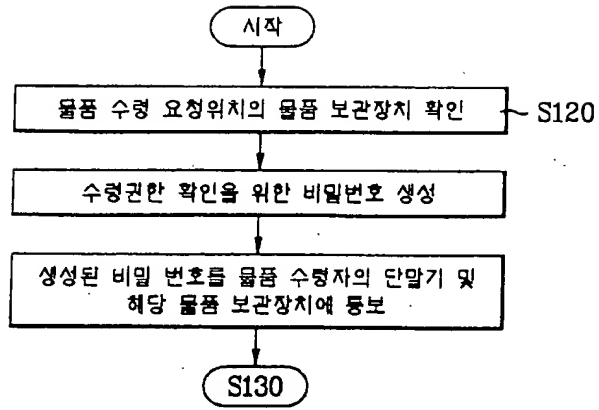 시작
물품 수령 요청위치의 물품 보관장치 확인
S120
수령권한 확인을 위한 비밀번호 생성
생성된 비밀 번호를 물품 수령자의 단말기 및
해당 물품 보관장치에 통보
S130